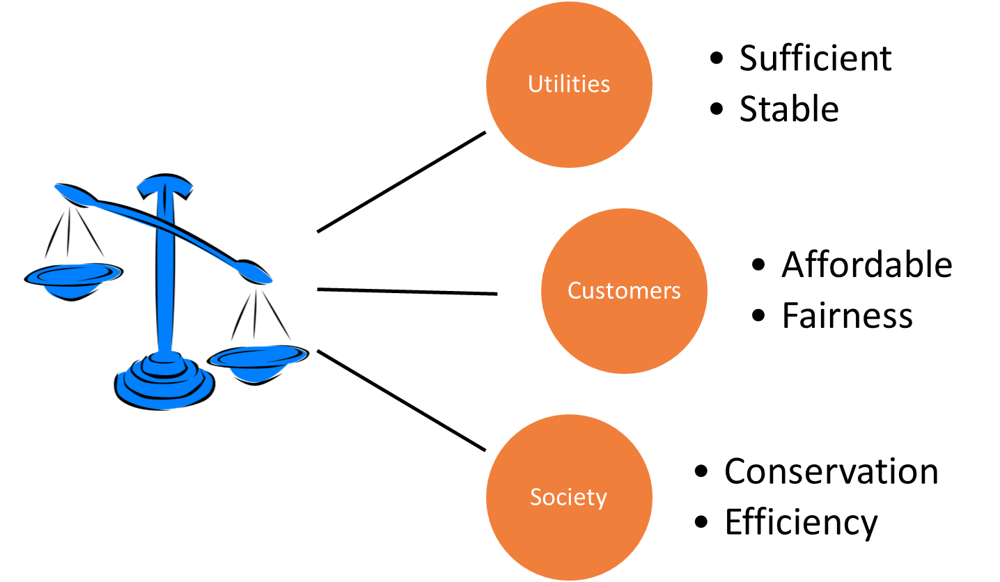 Utilities
• Sufficient
• Stable
Customers
• Affordable
• Fairness
Society
• Conservation
• Efficiency